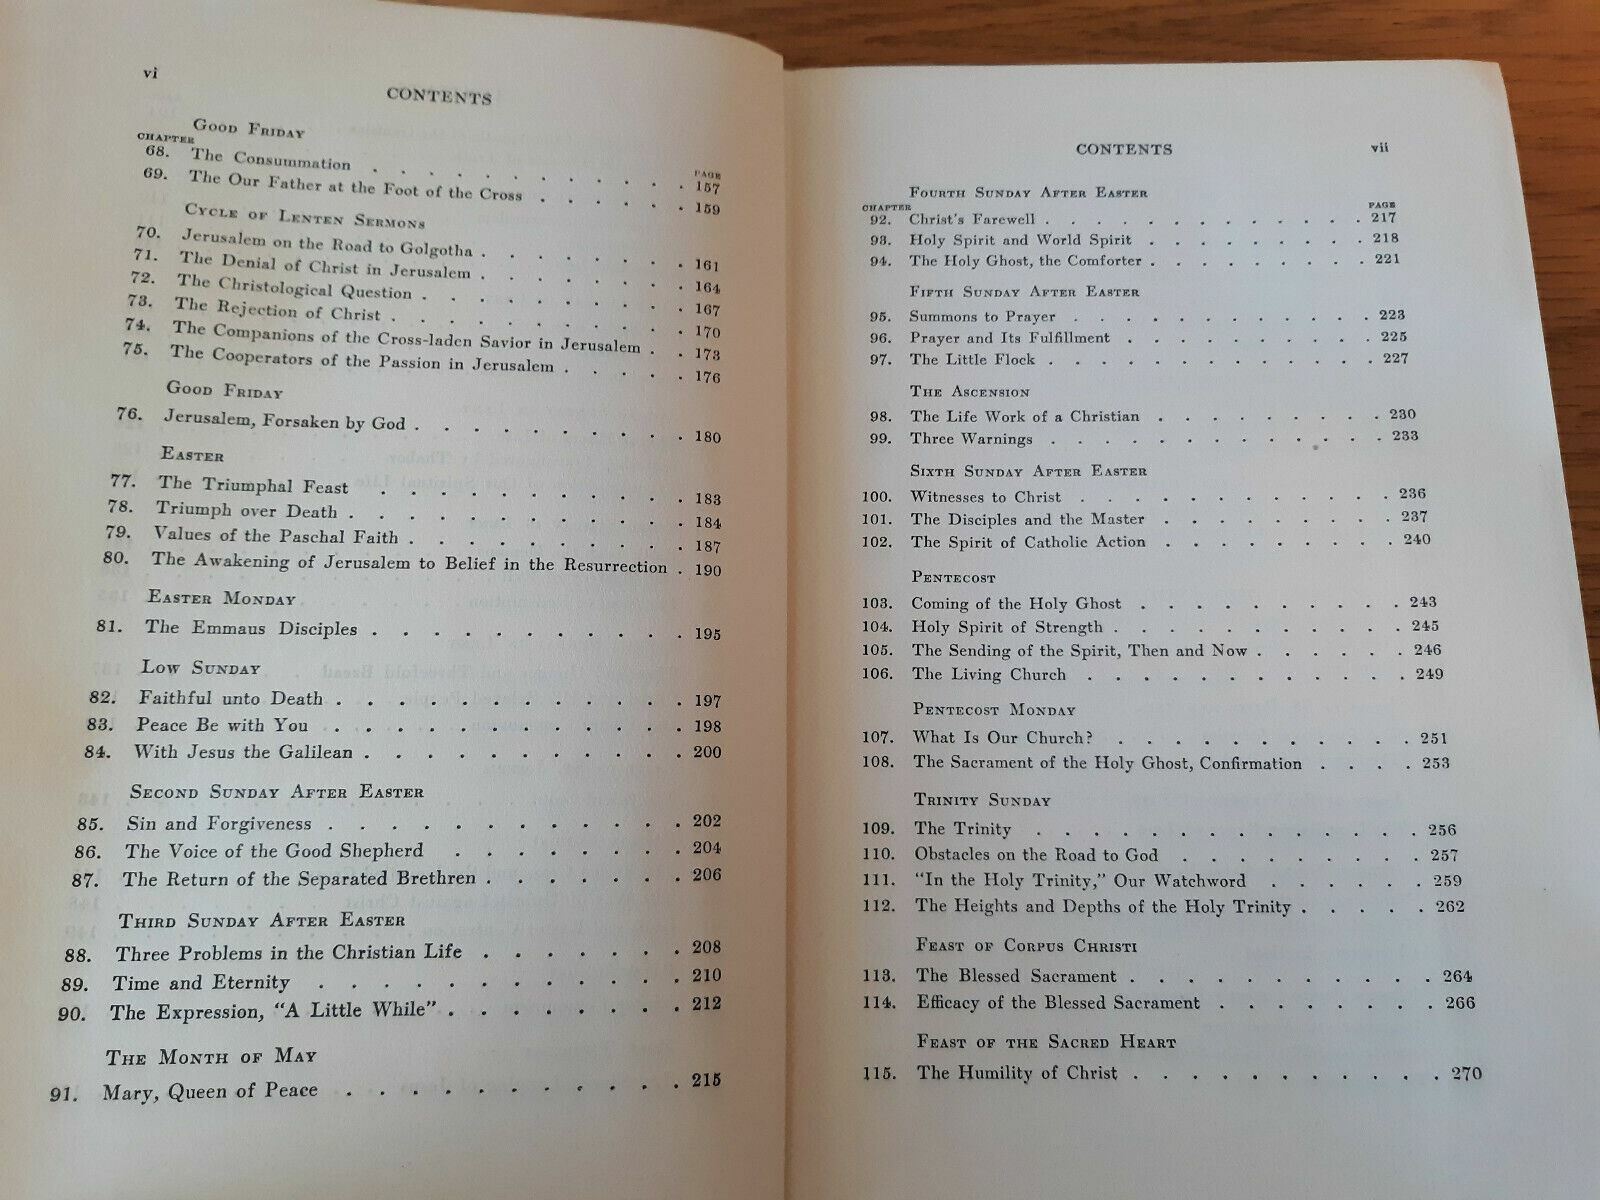 vi
CONTENTS
GOOD FRIDAY
CHAPTER PAGE
68. The Consummation . . . . . . . . . . . 157
69. The Our Father at the Foot of the Cross . . . . . . 159
CYCLE OF LENTEN SERMONS
70. Jerusalem on the Road to Golgotha . . . . . . . . 161
71. The Denial of Christ in Jerusalem . . . . . . . . 164
72. The Christological Question . . . . . . . . . . 167
73. The Rejection of Christ . . . . . . . . . . . 170
74. The Companions of the Cross-laden Savior in Jerusalem . . 173
75. The Cooperators of the Passion in Jerusalem . . . . . 176
GOOD FRIDAY
76. Jerusalem, Forsaken by God . . . . . . . . . . 180
EASTER
77. The Triumphal Feast . . . . . . . . . . . 183
78. Triumph over Death . . . . . . . . . . . . 184
79. Values of the Paschal Faith . . . . . . . . . . 187
80. The Awakening of Jerusalem to Belief in the Resurrection . 190
EASTER MONDAY
81. The Emmaus Disciples . . . . . . . . . . . 195
LOW SUNDAY
82. Faithful unto Death . . . . . . . . . . . . 197
83. Peace Be with You . . . . . . . . . . . . 198
84. With Jesus the Galilean . . . . . . . . . . . 200
SECOND SUNDAY AFTER EASTER
85. Sin and Forgiveness . . . . . . . . . . . . 202
86. The Voice of the Good Shepherd . . . . . . . . 204
87. The Return of the Separated Brethren . . . . . . . 206
THIRD SUNDAY AFTER EASTER
88. Three Problems in the Christian Life . . . . . . . 208
89. Time and Eternity . . . . . . . . . . . . 210
90. The Expression, “A Little While” . . . . . . . . 212
THE MONTH OF MAY
91. Mary, Queen of Peace . . . . . . . . . . . 215
CONTENTS vii
FOURTH SUNDAY AFTER EASTER
CHAPTER PAGE
92. Christ's Farewell . . . . . . . . . . . . . 217
93. Holy Spirit and World Spirit . . . . . . . . . 218
94. The Holy Ghost, the Comforter . . . . . . . . . 221
FIFTH SUNDAY AFTER EASTER
95. Summons to Prayer . . . . . . . . . . . . 223
96. Prayer and Its Fulfillment . . . . . . . . . . 225
97. The Little Flock . . . . . . . . . . . . . 227
THE ASCENSION
98. The Life Work of a Christian . . . . . . . . . 230
99. Three Warnings . . . . . . . . . . . . . 233
SIXTH SUNDAY AFTER EASTER
100. Witnesses to Christ . . . . . . . . . . . . 236
101. The Disciples and the Master . . . . . . . . . 237
102. The Spirit of Catholic Action . . . . . . . . . 240
PENTECOST
103. Coming of the Holy Ghost . . . . . . . . . . 243
104. Holy Spirit of Strength . . . . . . . . . . . 245
105. The Sending of the Spirit, Then and Now . . . . . . 246
106. The Living Church . . . . . . . . . . . . 249
PENTECOST MONDAY
107. What Is Our Church? . . . . . . . . . . . 251
108. The Sacrament of the Holy Ghost, Confirmation . . . . 253
TRINITY SUNDAY
109. The Trinity . . . . . . . . . . . . . . 256
110. Obstacles on the Road to God . . . . . . . . . 257
111. “In the Holy Trinity,” Our Watchword . . . . . . 259
112. The Heights and Depths of the Holy Trinity . . . . . 262
FEAST OF CORPUS CHRISTI
113. The Blessed Sacrament . . . . . . . . . . . 264
114. Efficacy of the Blessed Sacrament . . . . . . . . 266
FEAST OF THE SACRED HEART
115. The Humility of Christ . . . . . . . . . . . 270